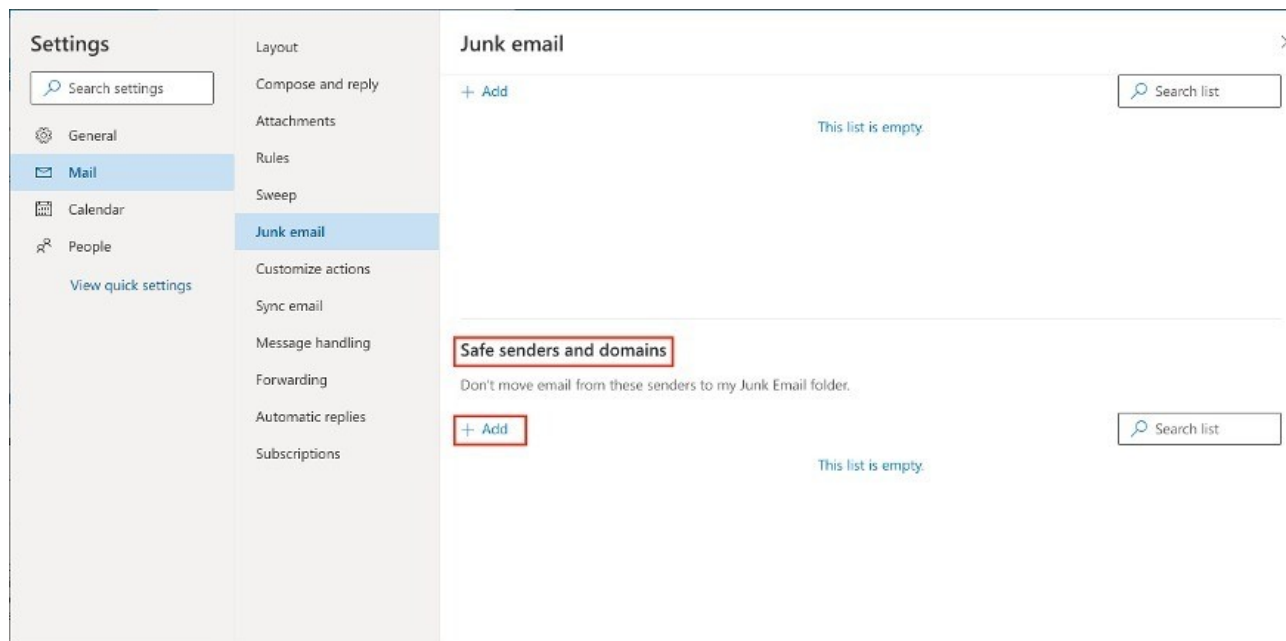 Settings
Search settings
General
Mail
Calendar
People
View quick settings
Layout
Compose and reply
Attachments
Rules
Sweep
Junk email
Customize actions
Sync email
Message handling
Forwarding
Automatic replies
Subscriptions
Junk email
+ Add
Search list
This list is empty.
Safe senders and domains
Don't move email from these senders to my Junk Email folder.
+ Add
Search list
This list is empty.